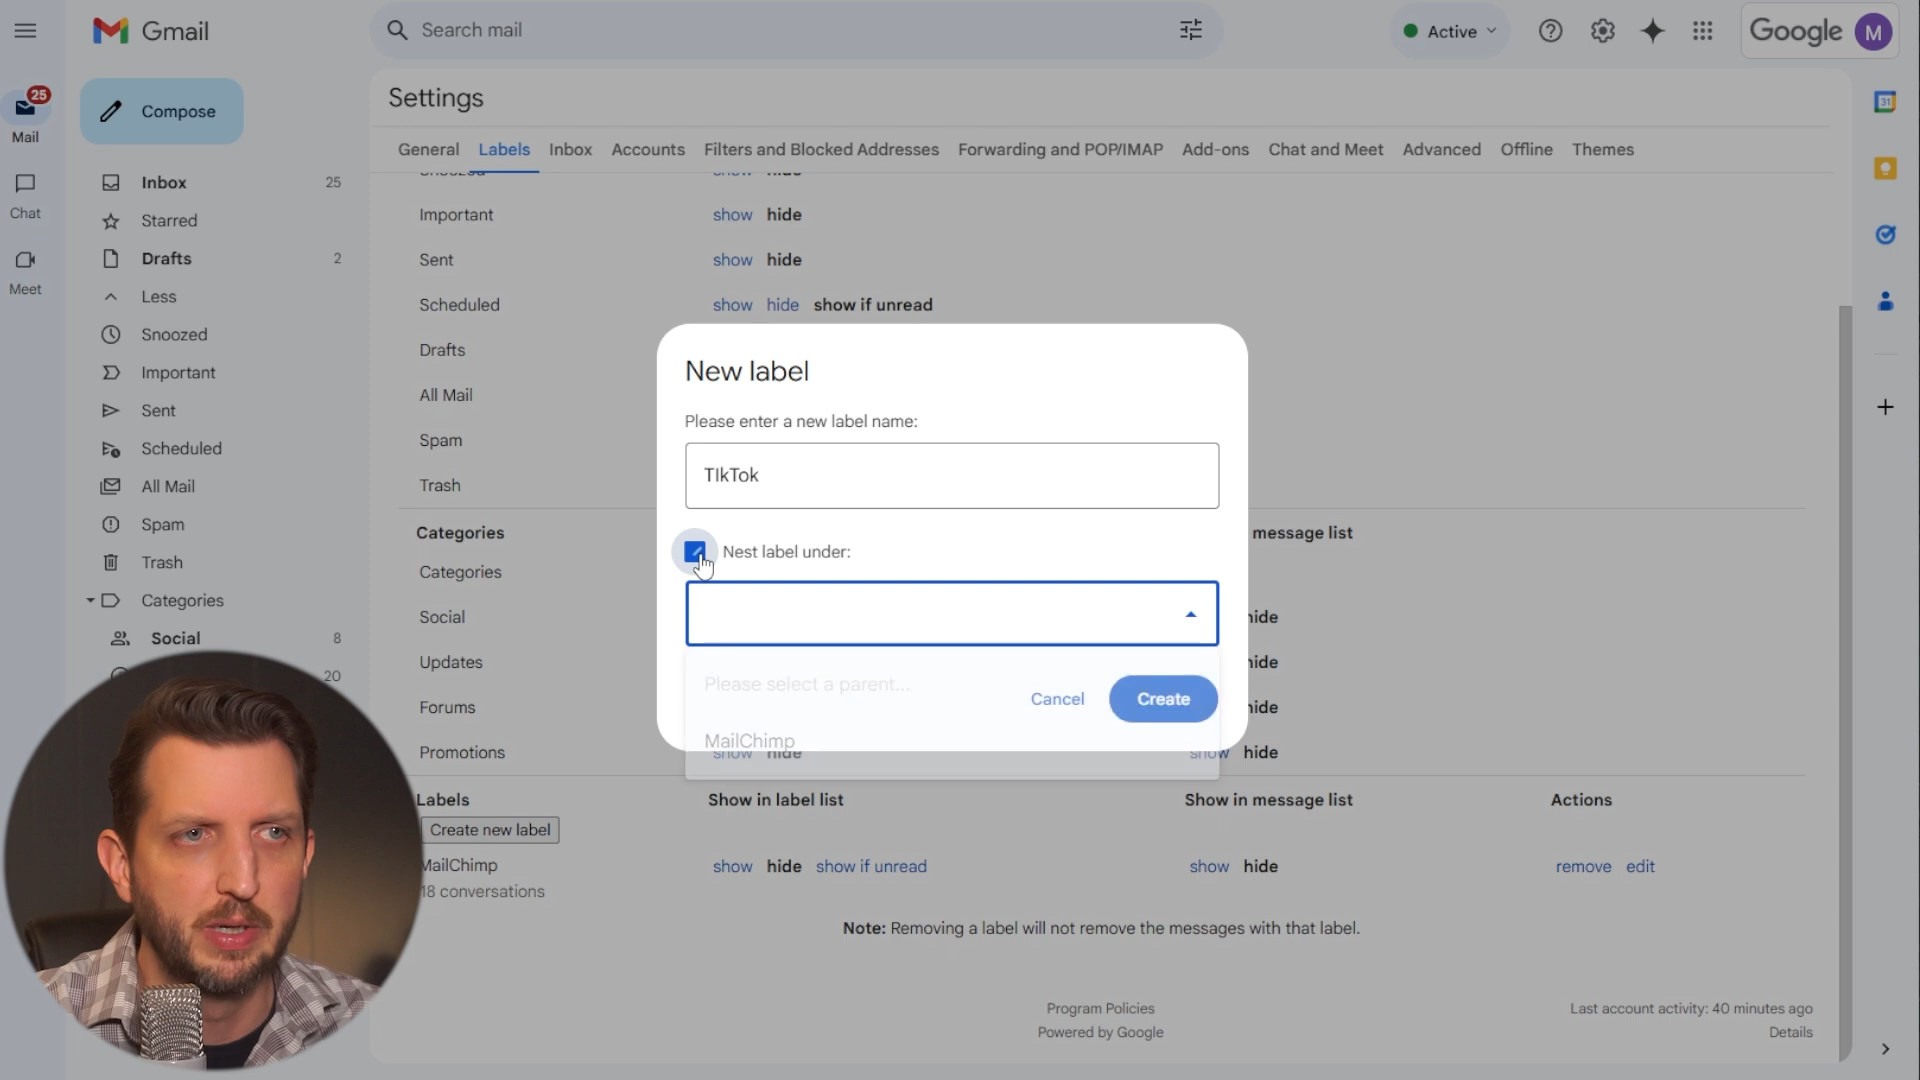 Gmail
Search mail
Active
Google
M
25
Mail
Compose
Chat
Meet
Inbox 25
Starred
Drafts 2
Less
Snoozed
Important
Sent
Scheduled
All Mail
Spam
Trash
Categories
Social 8
20
Settings
General Labels Inbox Accounts Filters and Blocked Addresses Forwarding and POP/IMAP Add-ons Chat and Meet Advanced Offline Themes
Snoozed show hide
Important show hide
Sent show hide
Scheduled show hide show if unread
Drafts
All Mail
Spam
Trash
Categories message list
Categories
Social hide
Updates hide
Forums hide
Promotions show hide show hide
New label
Please enter a new label name:
TIkTok
Nest label under:
Please select a parent...
Cancel Create
MailChimp
Labels Show in label list Show in message list Actions
Create new label
MailChimp show hide show if unread show hide remove edit
18 conversations
Note: Removing a label will not remove the messages with that label.
Program Policies
Powered by Google
Last account activity: 40 minutes ago
Details
31